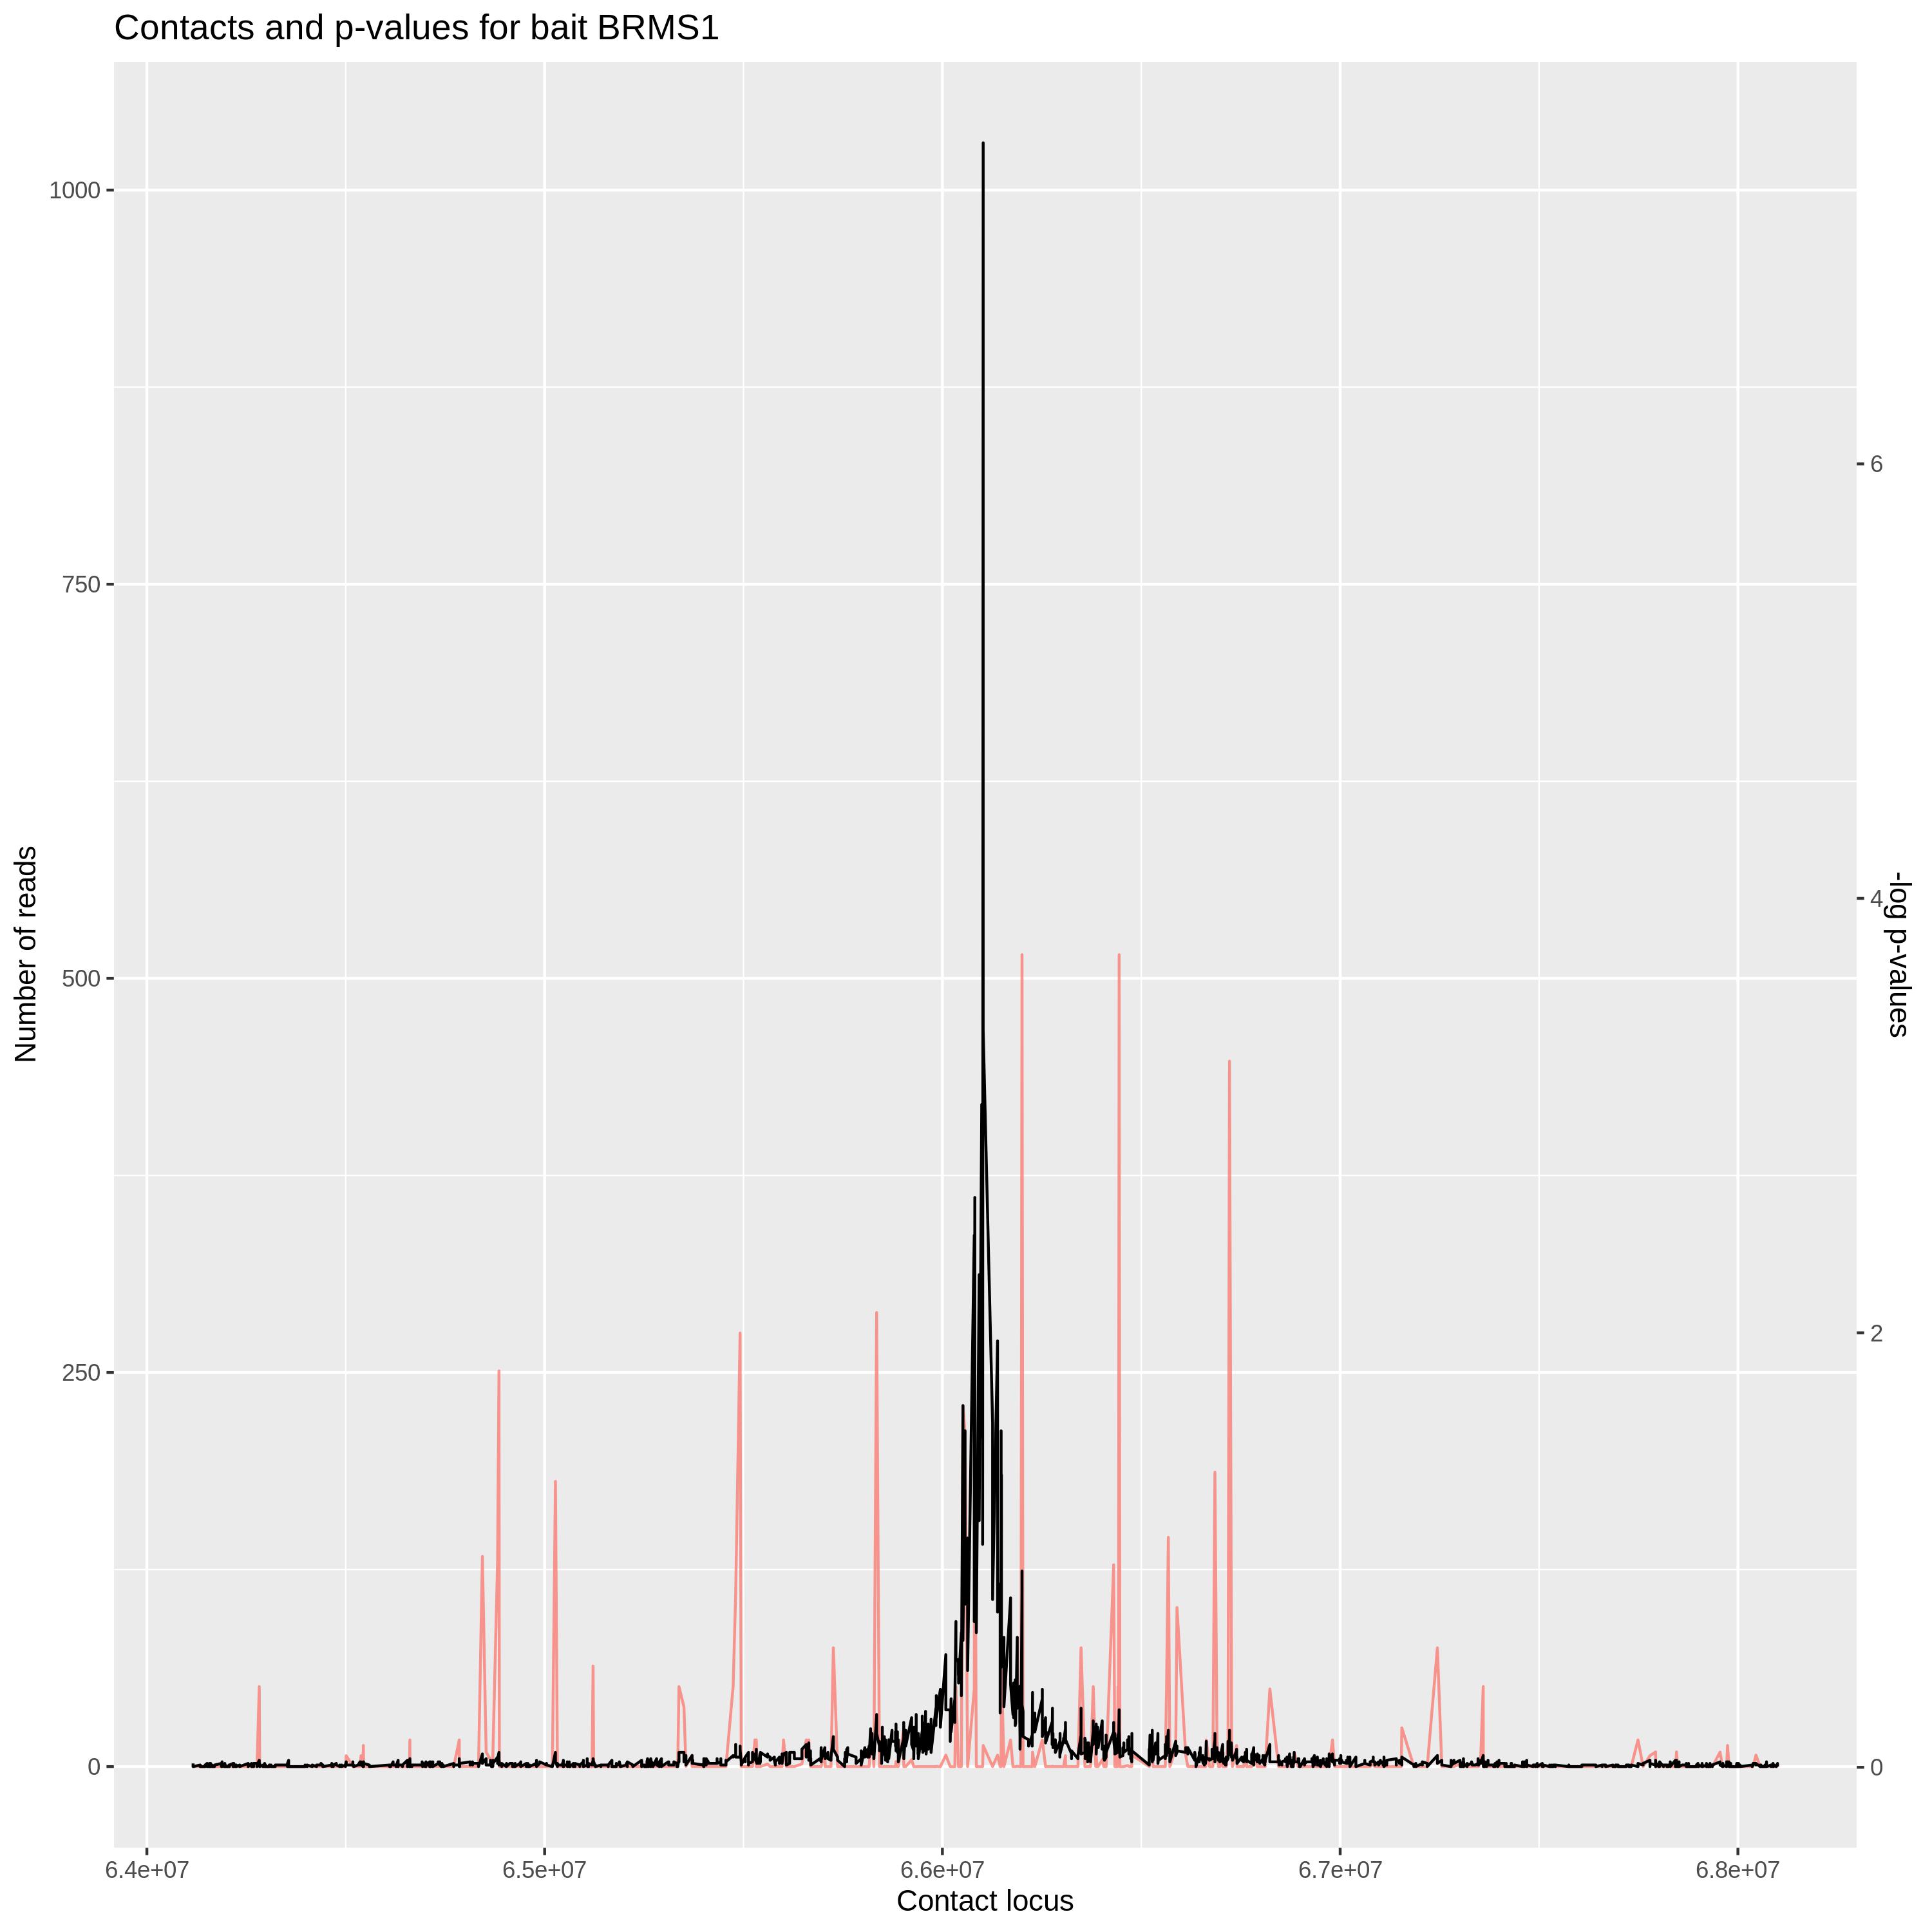 Contacts and p-values for bait BRMS1
1000
750
500
250
0
Number of reads
6
4
2
0
-log p-values
6.4e+07
6.5e+07
6.6e+07
6.7e+07
6.8e+07
Contact locus